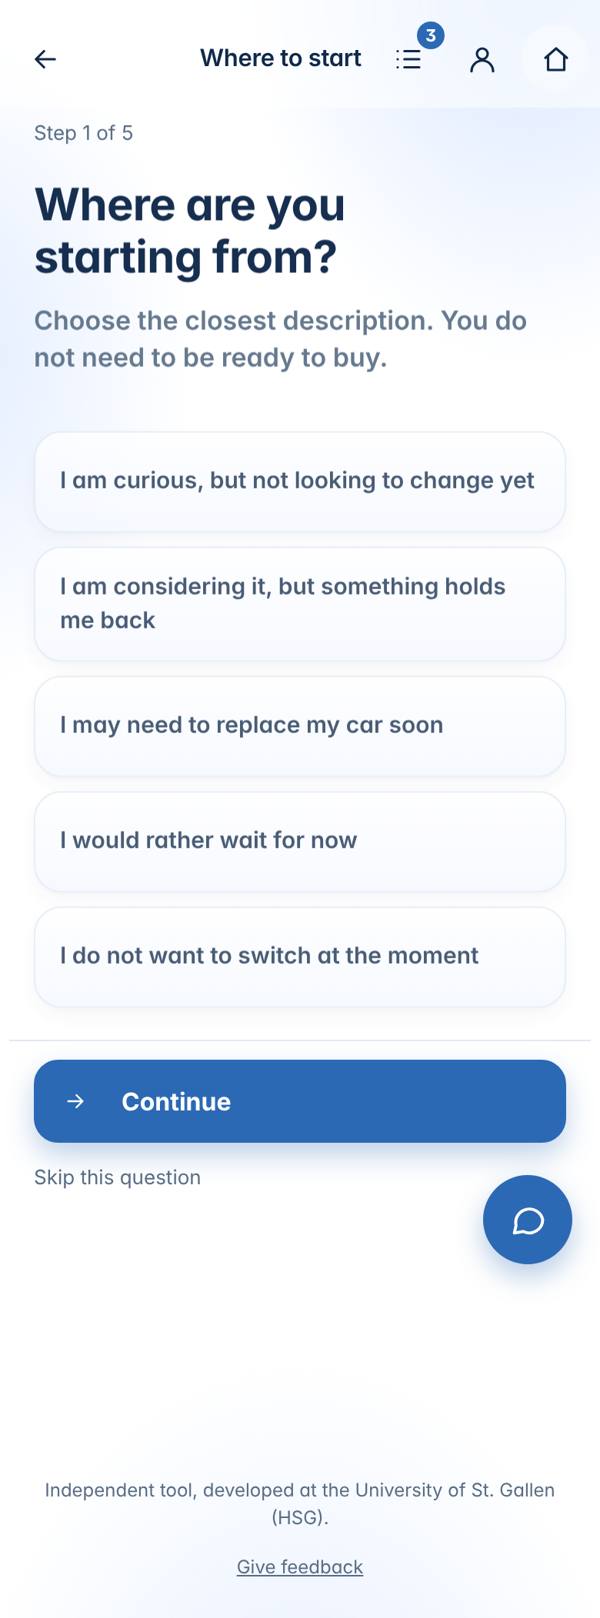 Where to start
3
Step 1 of 5
Where are you
starting from?
Choose the closest description. You do
not need to be ready to buy.
I am curious, but not looking to change yet
I am considering it, but something holds
me back
I may need to replace my car soon
I would rather wait for now
I do not want to switch at the moment
Continue
Skip this question
Independent tool, developed at the University of St. Gallen
(HSG).
Give feedback